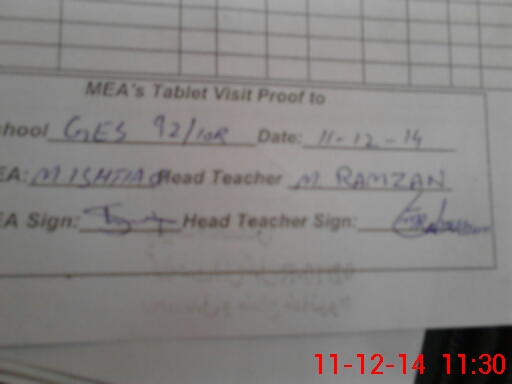 MEA's Tablet Visit Proof to
chool GES 92/10R Date: 11-12-14
EA: M ISHTIAQ Head Teacher M RAMZAN
EA Sign: Head Teacher Sign:
11-12-14 11:30